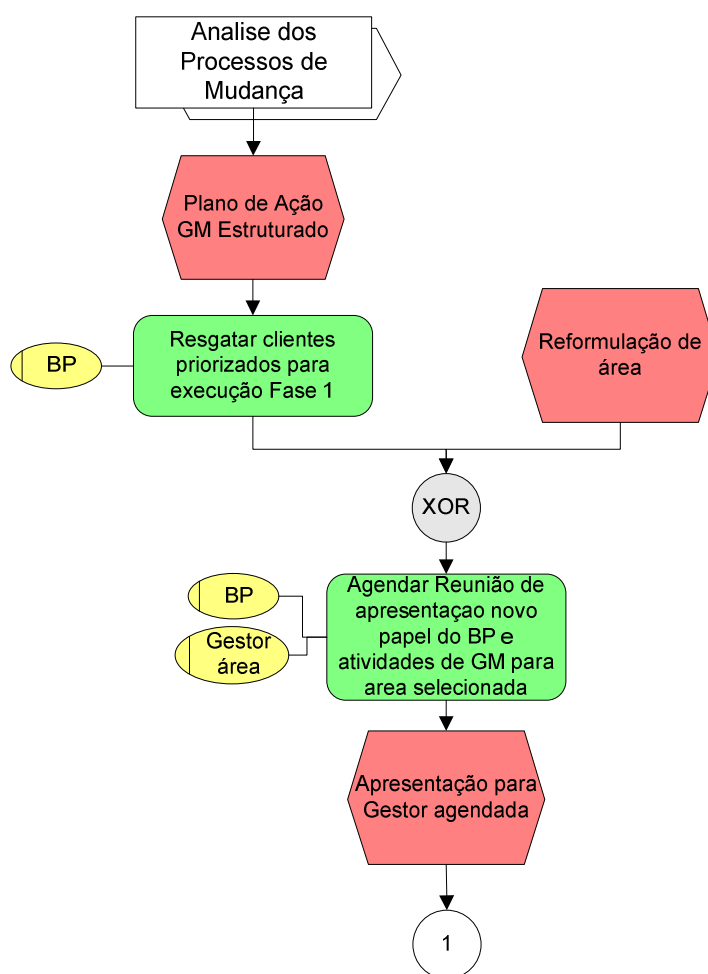 Analise dos
Processos de
Mudança
Plano de Ação
GM Estruturado
BP
Resgatar clientes
priorizados para
execução Fase 1
Reformulação de
área
XOR
BP
Gestor
área
Agendar Reunião de
apresentaçao novo
papel do BP e
atividades de GM para
area selecionada
Apresentação para
Gestor agendada
1